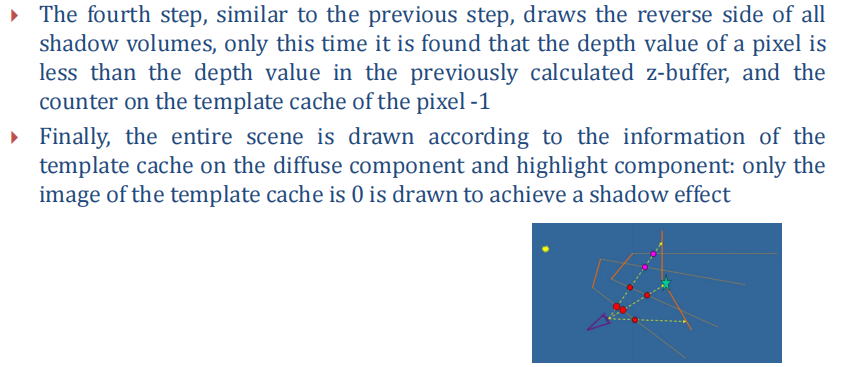 The fourth step, similar to the previous step, draws the reverse side of all
shadow volumes, only this time it is found that the depth value of a pixel is
less than the depth value in the previously calculated z-buffer, and the
counter on the template cache of the pixel -1
Finally, the entire scene is drawn according to the information of the
template cache on the diffuse component and highlight component: only the
image of the template cache is 0 is drawn to achieve a shadow effect